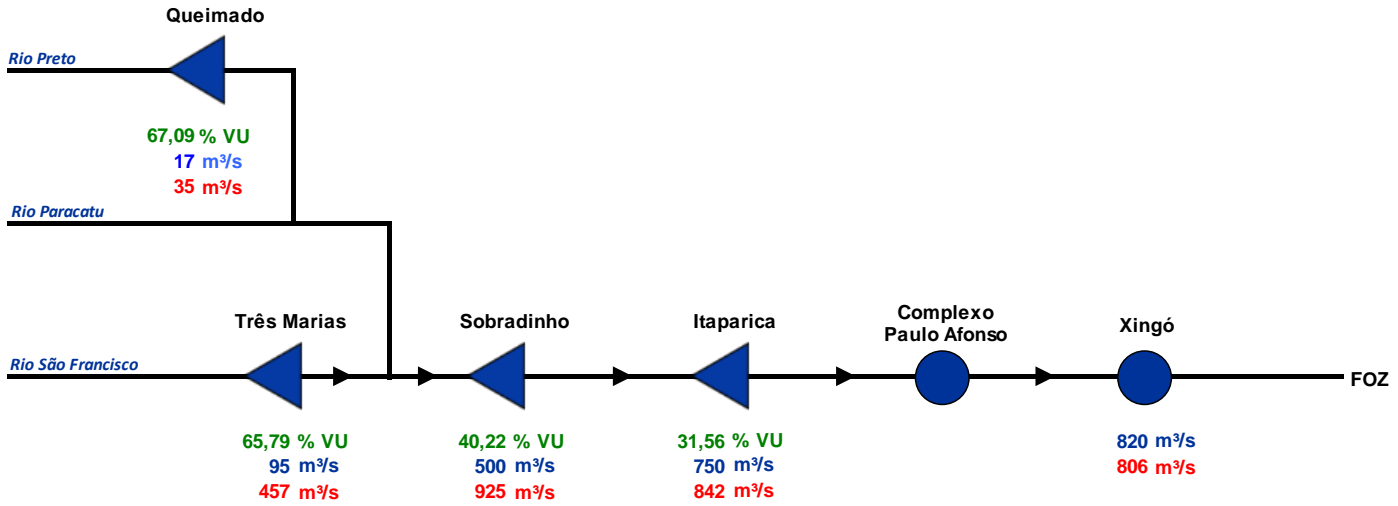 Queimado
Rio Preto
67,09 % VU
17 m³/s
35 m³/s
Rio Paracatu
Três Marias
Sobradinho
Itaparica
Complexo
Paulo Afonso
Xingó
Rio São Francisco
FOZ
65,79 % VU
95 m³/s
457 m³/s
40,22 % VU
500 m³/s
925 m³/s
31,56 % VU
750 m³/s
842 m³/s
820 m³/s
806 m³/s